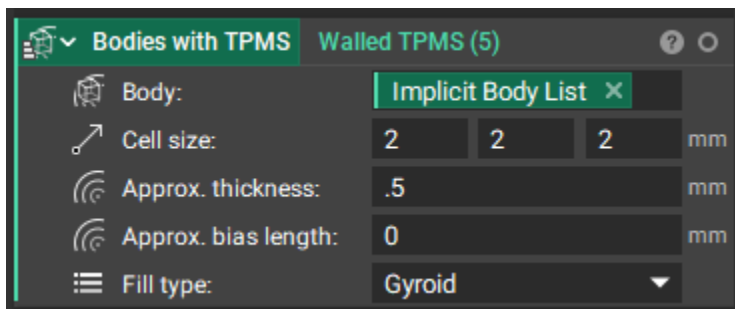 Bodies with TPMS Walled TPMS (5) ?
Body: Implicit Body List ×
Cell size: 2 2 2 mm
Approx. thickness: .5 mm
Approx. bias length: 0 mm
Fill type: Gyroid